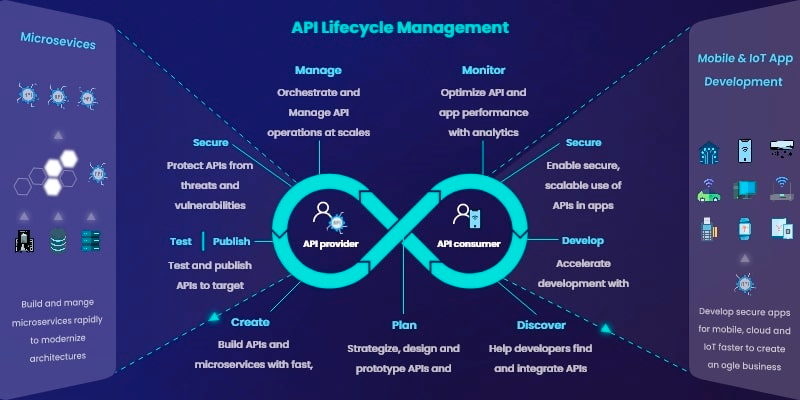 API Lifecycle Management
Microsevices
Build and mange
microservices rapidly
to modernize
architectures
Manage
Orchestrate and
Manage API
operations at scales
Monitor
Optimize API and
app performance
with analytics
Secure
Protect APIs from
threats and
vulnerabilities
Secure
Enable secure,
scalable use of
APIs in apps
API provider
API consumer
Test | Publish
Test and publish
APIs to target
Develop
Accelerate
development with
Create
Build APIs and
microservices with fast,
Plan
Strategize, design and
prototype APIs and
Discover
Help developers find
and integrate APIs
Mobile & IoT App
Development
Develop secure apps
for mobile, cloud and
IoT faster to create
an ogle business